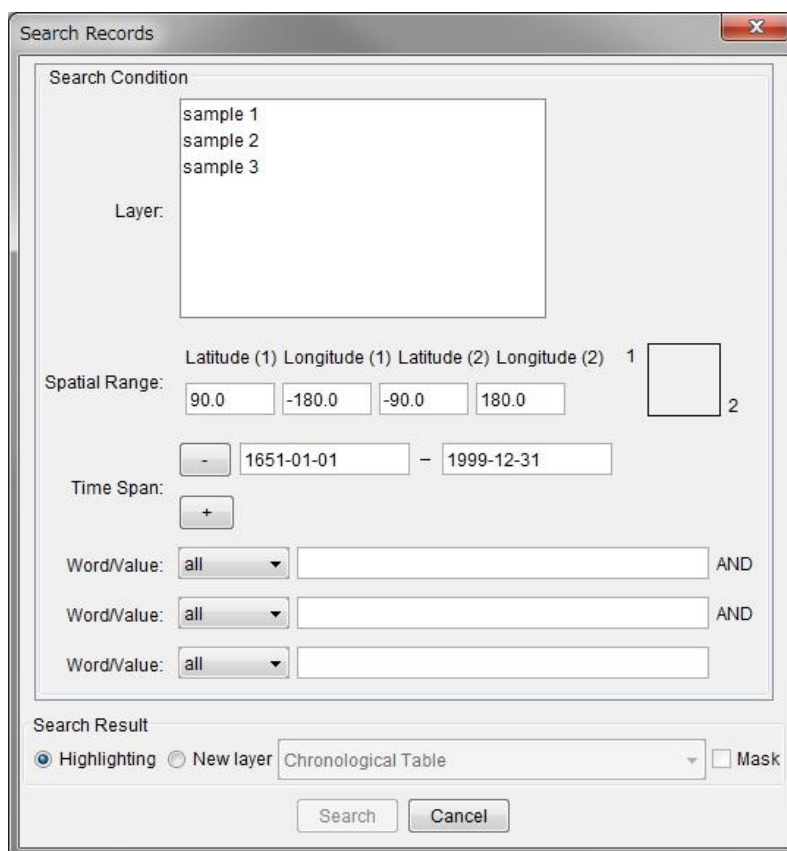 Search Records
Search Condition
Layer:
sample 1
sample 2
sample 3
Spatial Range:
Latitude (1) Longitude (1) Latitude (2) Longitude (2)
90.0 -180.0 -90.0 180.0
1
2
Time Span:
- 1651-01-01 – 1999-12-31
+
Word/Value: all AND
Word/Value: all AND
Word/Value: all
Search Result
Highlighting New layer Chronological Table Mask
Search Cancel